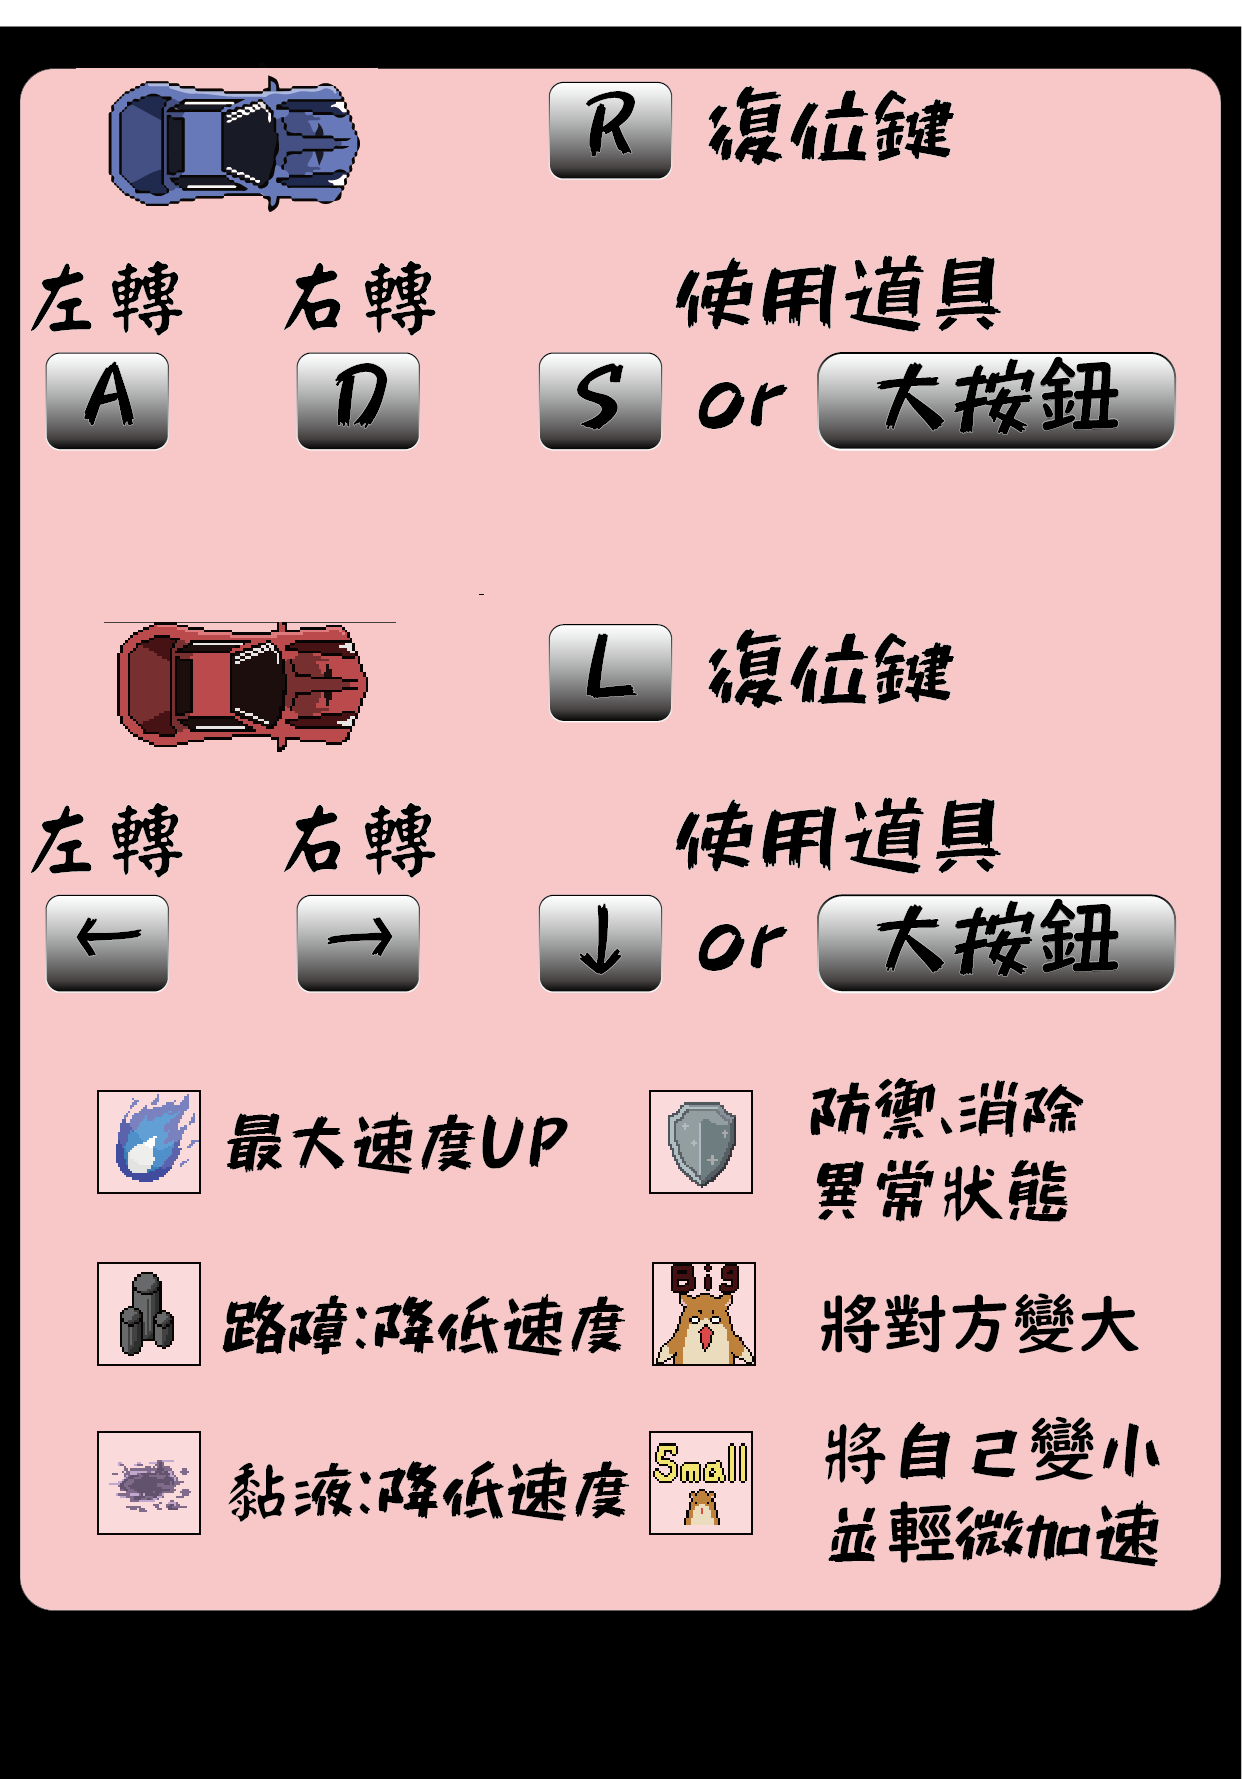 R 復位鍵
左轉 右轉 使用道具
A D S or 大按鈕
L 復位鍵
左轉 右轉 使用道具
← → ↓ or 大按鈕
最大速度UP
防禦、消除
異常狀態
路障:降低速度
Big
將對方變大
黏液:降低速度
Small
將自己變小
並輕微加速